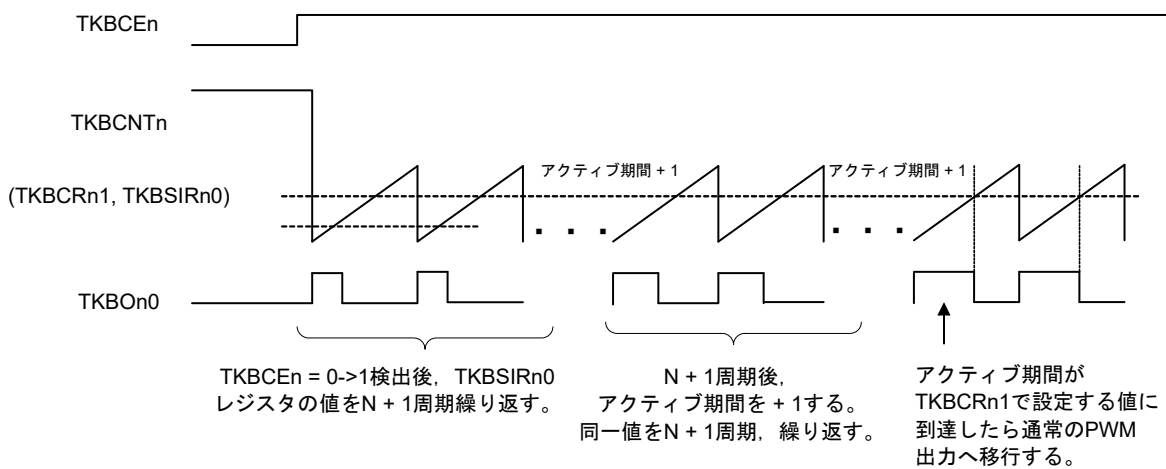 TKBCEn
TKBCNTn
(TKBCRn1, TKBSIRn0)
アクティブ期間 + 1
アクティブ期間 + 1
TKBOn0
TKBCEn = 0->1検出後，TKBSIRn0
レジスタの値をN + 1周期繰り返す。
N + 1周期後，
アクティブ期間を + 1する。
同一値をN + 1周期，繰り返す。
アクティブ期間が
TKBCRn1で設定する値に
到達したら通常のPWM
出力へ移行する。